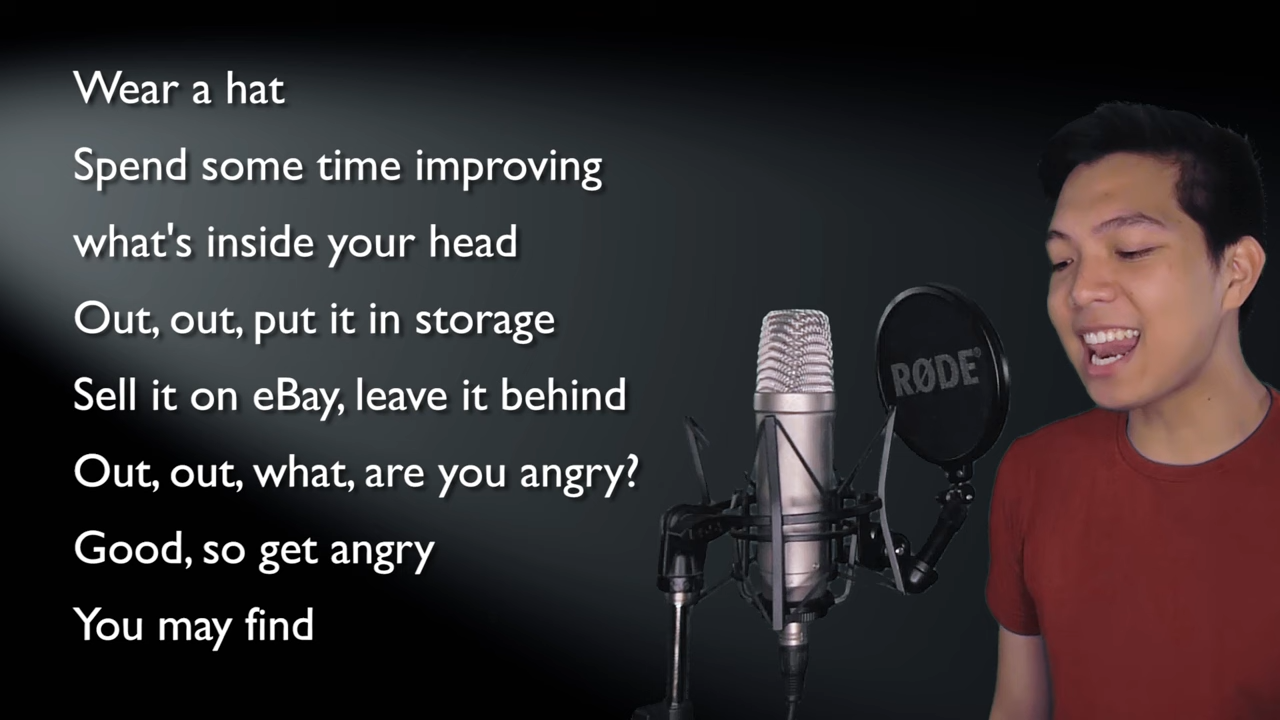 Wear a hat
Spend some time improving
what's inside your head
Out, out, put it in storage
Sell it on eBay, leave it behind
Out, out, what, are you angry?
Good, so get angry
You may find
RØDE